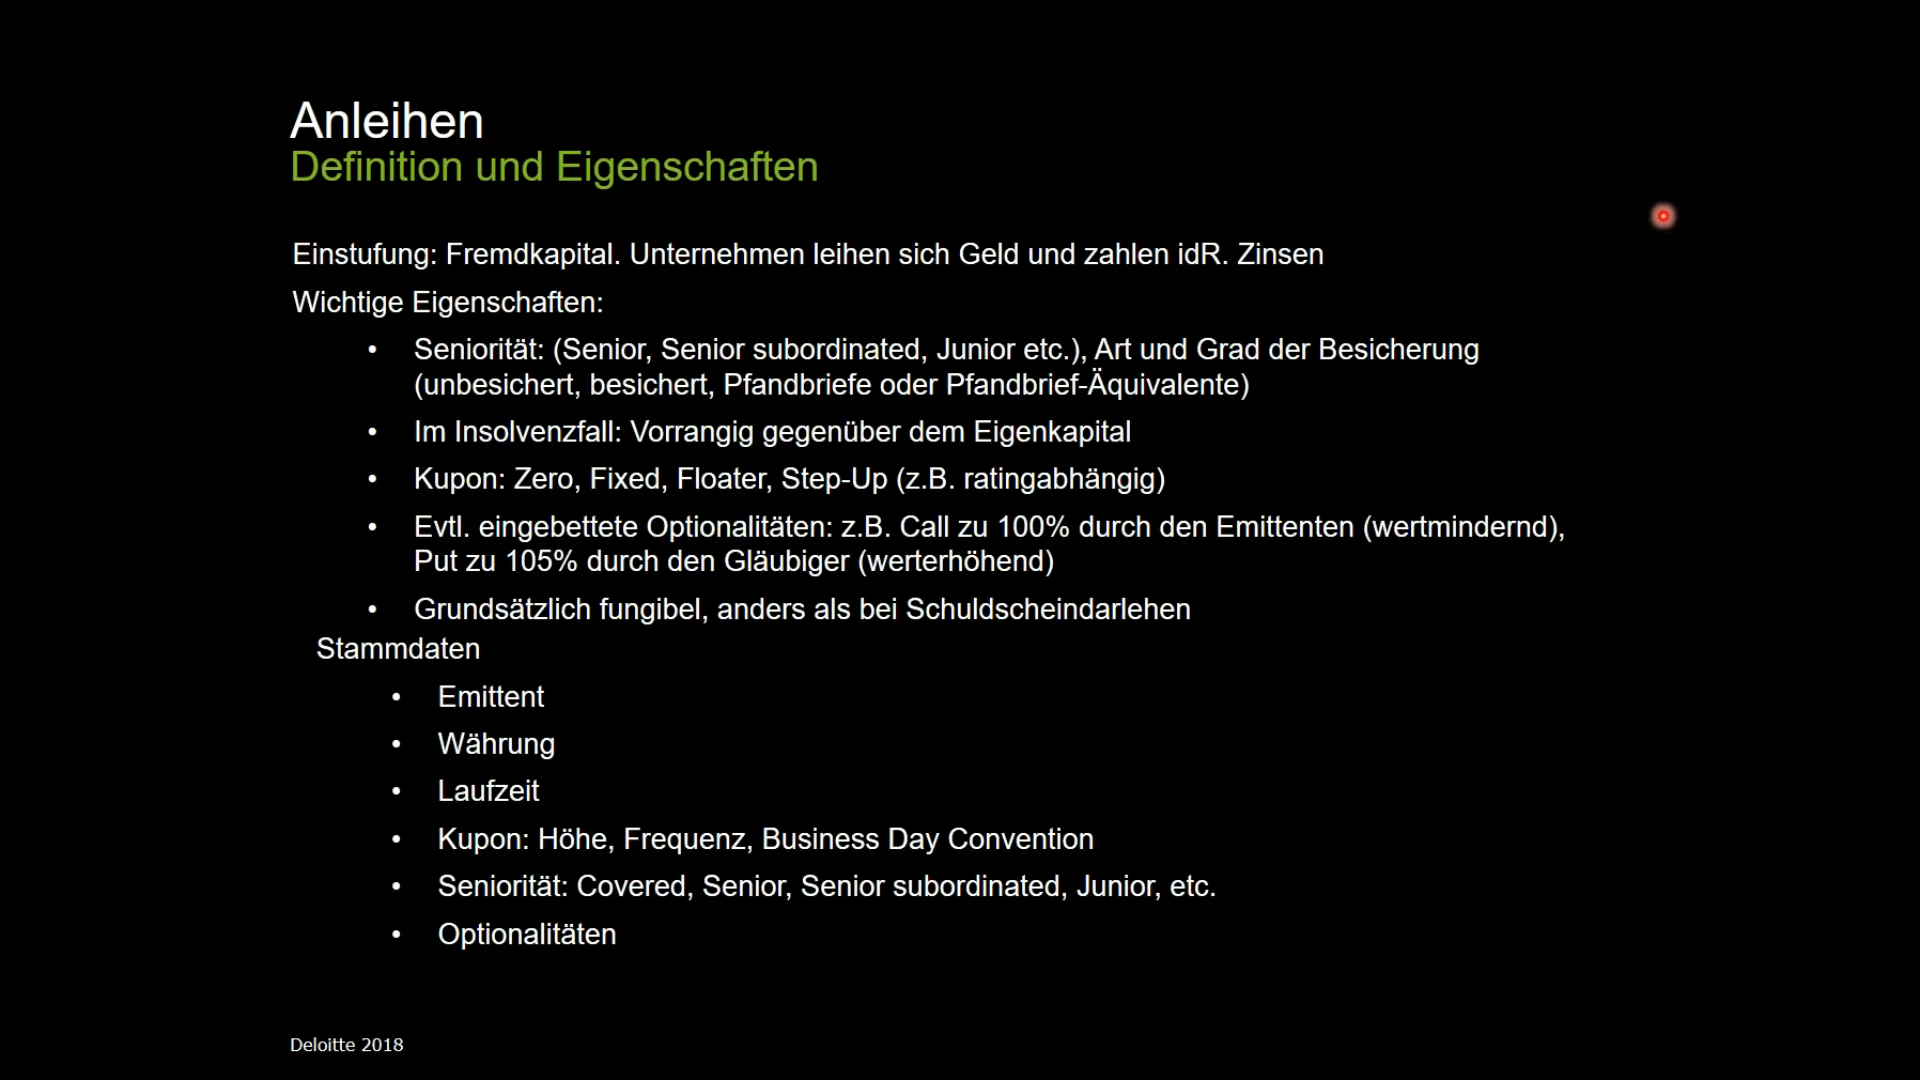 Anleihen
Definition und Eigenschaften
Einstufung: Fremdkapital. Unternehmen leihen sich Geld und zahlen idR. Zinsen
Wichtige Eigenschaften:
• Seniorität: (Senior, Senior subordinated, Junior etc.), Art und Grad der Besicherung
(unbesichert, besichert, Pfandbriefe oder Pfandbrief-Äquivalente)
• Im Insolvenzfall: Vorrangig gegenüber dem Eigenkapital
• Kupon: Zero, Fixed, Floater, Step-Up (z.B. ratingabhängig)
• Evtl. eingebettete Optionalitäten: z.B. Call zu 100% durch den Emittenten (wertmindernd),
Put zu 105% durch den Gläubiger (werterhöhend)
• Grundsätzlich fungibel, anders als bei Schuldscheindarlehen
Stammdaten
• Emittent
• Währung
• Laufzeit
• Kupon: Höhe, Frequenz, Business Day Convention
• Seniorität: Covered, Senior, Senior subordinated, Junior, etc.
• Optionalitäten
Deloitte 2018